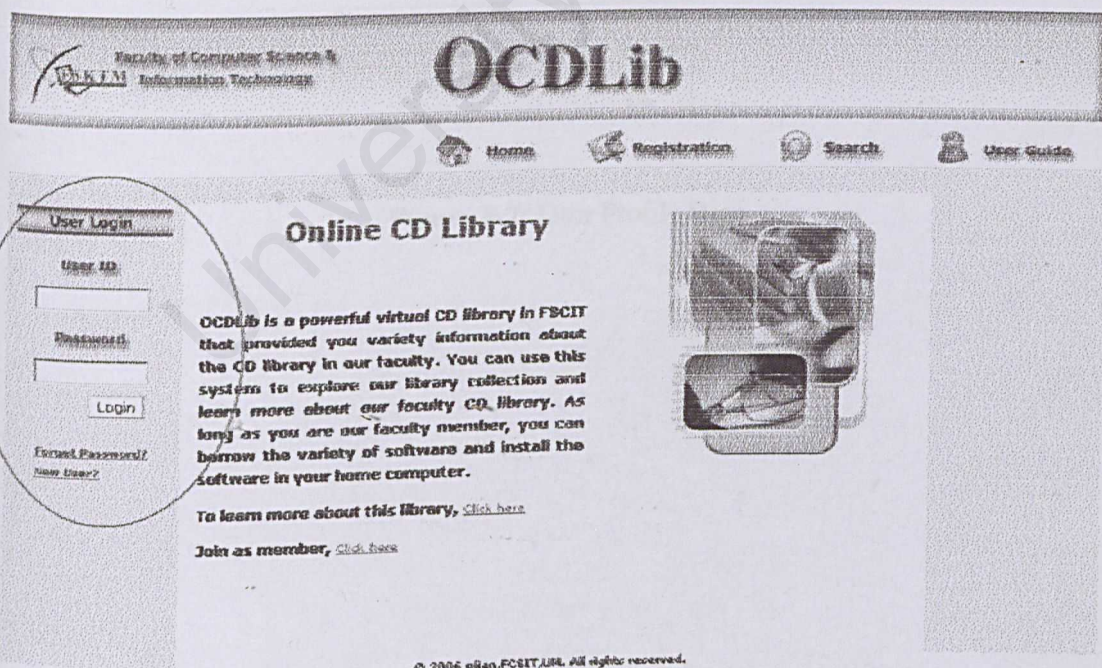 Faculty of Computer Science &
Information Technology
OCDLib
Home Registration Search User Guide
User Login
User ID
Password
Login
Forget Password?
New User?
Online CD Library
OCDLib is a powerful virtual CD library in FSCIT
that provided you variety information about
the CD library in our faculty. You can use this
system to explore our library collection and
learn more about our faculty CD library. As
long as you are our faculty member, you can
borrow the variety of software and install the
software in your home computer.
To learn more about this library, Click here
Join as member, Click here
© 2006 FCSIT,UM. All rights reserved.